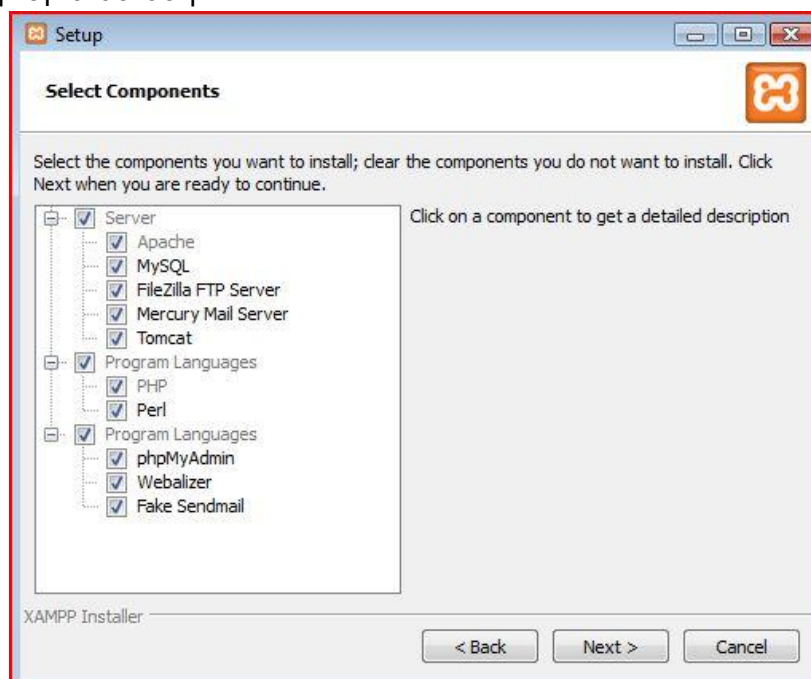 Setup
Select Components
Select the components you want to install; clear the components you do not want to install. Click
Next when you are ready to continue.
Server
Apache
MySQL
FileZilla FTP Server
Mercury Mail Server
Tomcat
Program Languages
PHP
Perl
Program Languages
phpMyAdmin
Webalizer
Fake Sendmail
Click on a component to get a detailed description
XAMPP Installer
< Back Next > Cancel